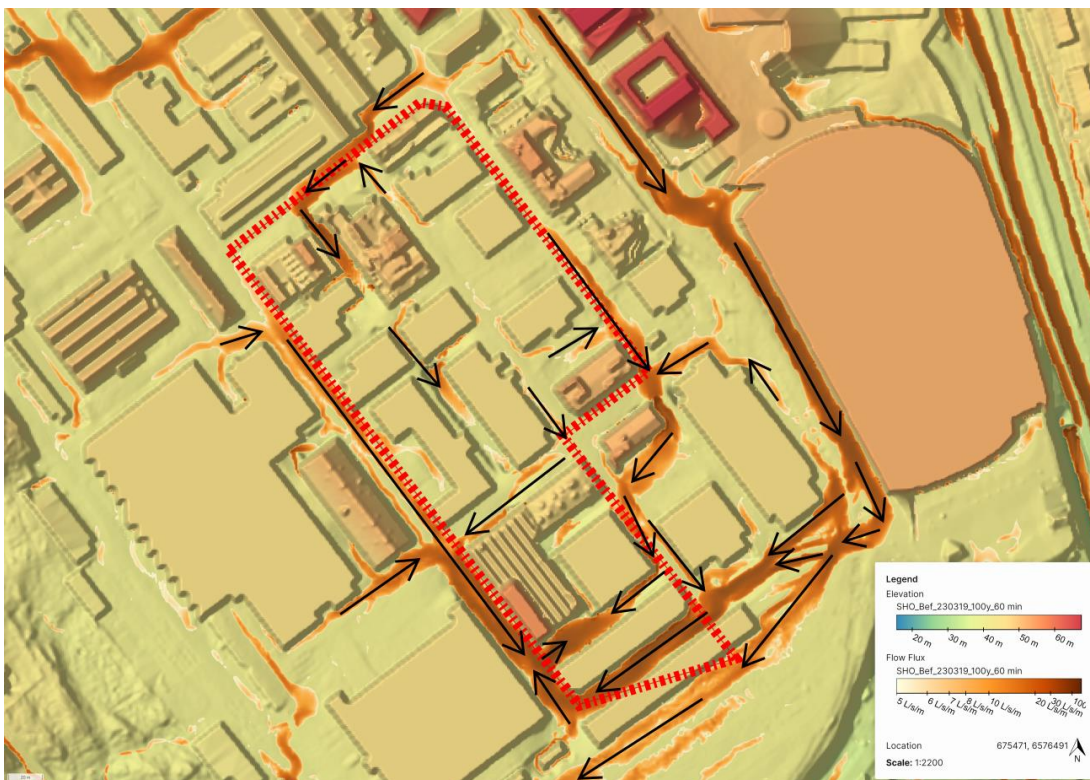 Legend
Elevation
SHO_Bef_230319_100y_60 min
20 m 30 m 40 m 50 m 60 m
Flow Flux
SHO_Bef_230319_100y_60 min
5 L/s/m 6 L/s/m 7 L/s/m 8 L/s/m 10 L/s/m 20 L/s/m 30 L/s/m 100
Location 675471, 6576491
N
Scale: 1:2200